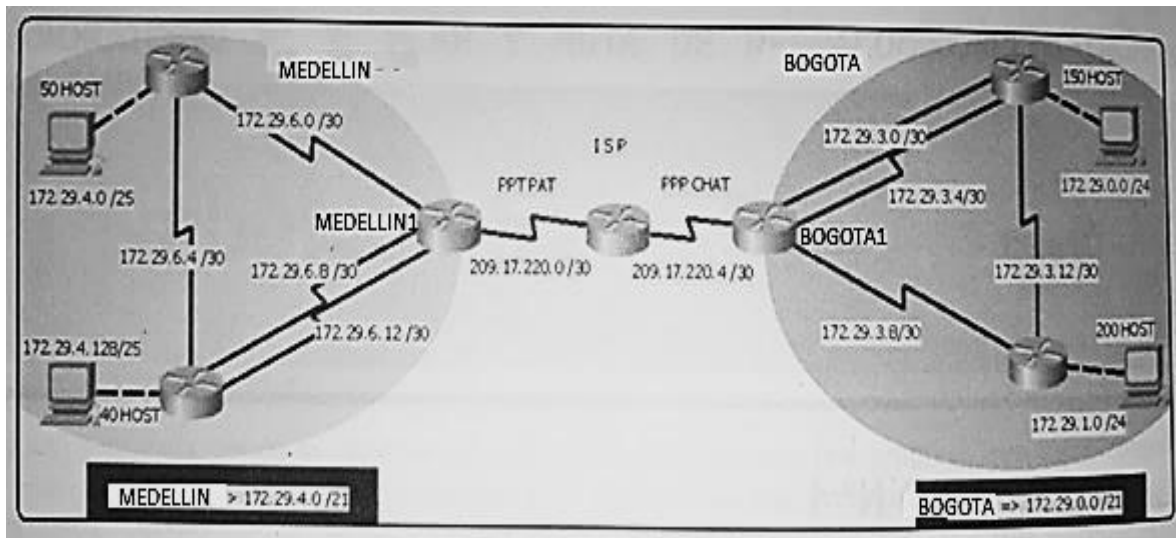 MEDELLIN
50 HOST
172.29.6.0 /30
172.29.4.0 /25
MEDELLIN1
172.29.6.4 /30
172.29.6.8 /30
172.29.6.12 /30
172.29.4.128/25
40 HOST
MEDELLIN > 172.29.4.0 /21
ISP
PPTPAT
PPP CHAT
209.17.220.0 /30
209.17.220.4 /30
BOGOTA
150 HOST
172.29.3.0 /30
172.29.0.0 /24
172.29.3.4/30
BOGOTA1
172.29.3.12 /30
172.29.3.8/30
200 HOST
172.29.1.0 /24
BOGOTA => 172.29.0.0 /21